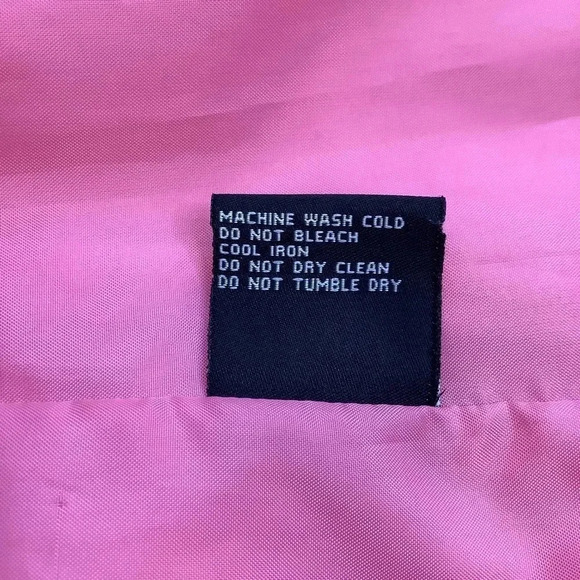 MACHINE WASH COLD
DO NOT BLEACH
COOL IRON
DO NOT DRY CLEAN
DO NOT TUMBLE DRY